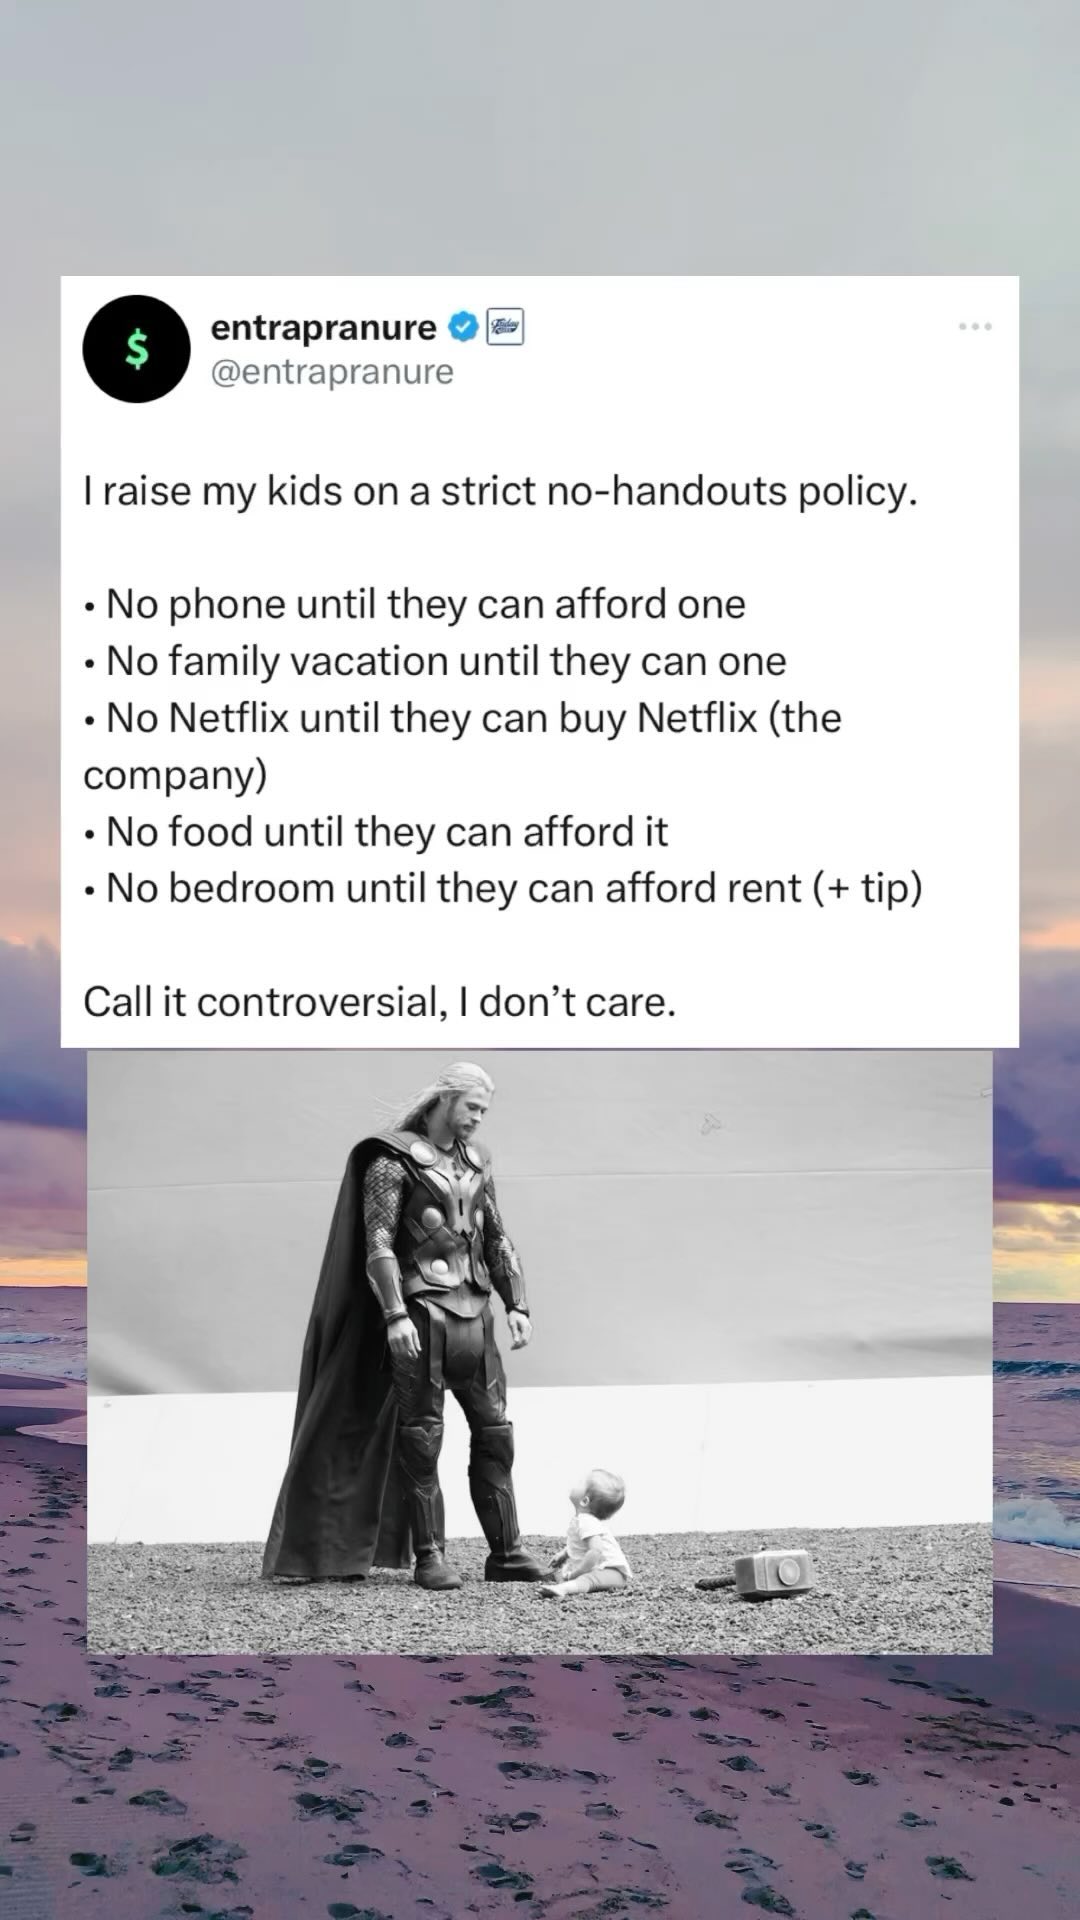 entrapranure
@entrapranure
I raise my kids on a strict no-handouts policy.
• No phone until they can afford one
• No family vacation until they can one
• No Netflix until they can buy Netflix (the
company)
• No food until they can afford it
• No bedroom until they can afford rent (+ tip)
Call it controversial, I don’t care.